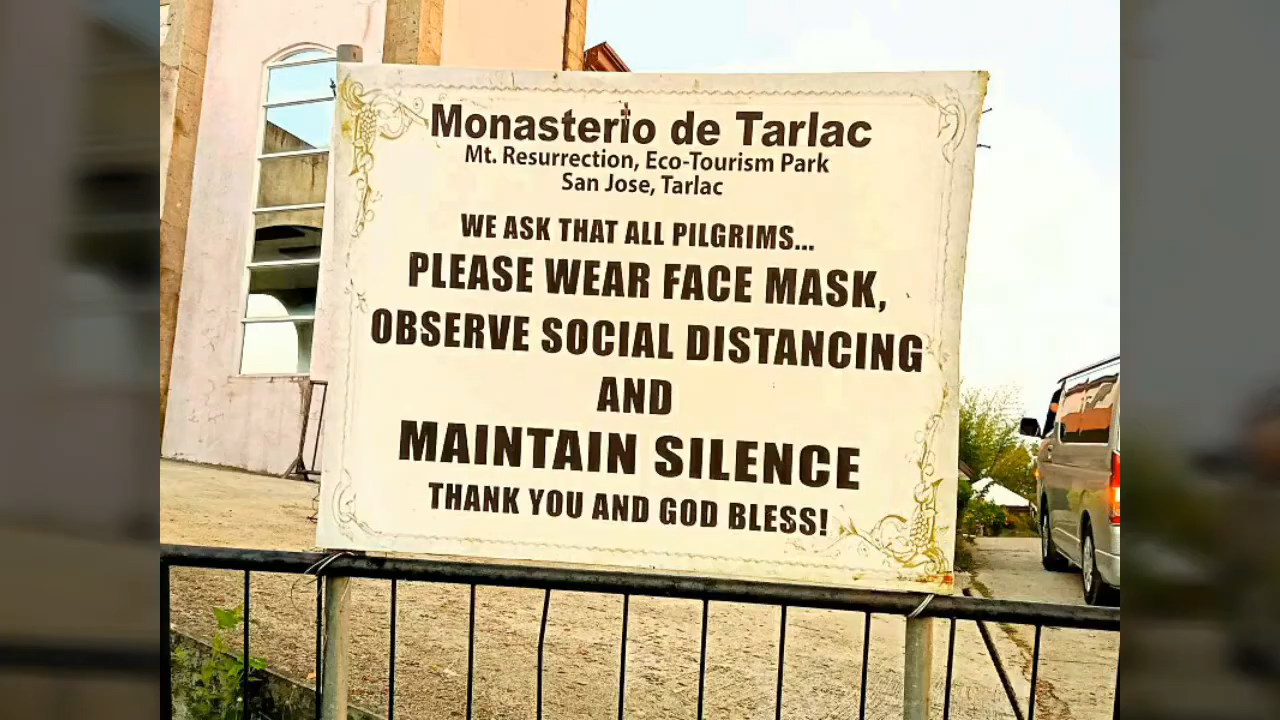 Monasterio de Tarlac
Mt. Resurrection, Eco-Tourism Park
San Jose, Tarlac
WE ASK THAT ALL PILGRIMS...
PLEASE WEAR FACE MASK,
OBSERVE SOCIAL DISTANCING
AND
MAINTAIN SILENCE
THANK YOU AND GOD BLESS!